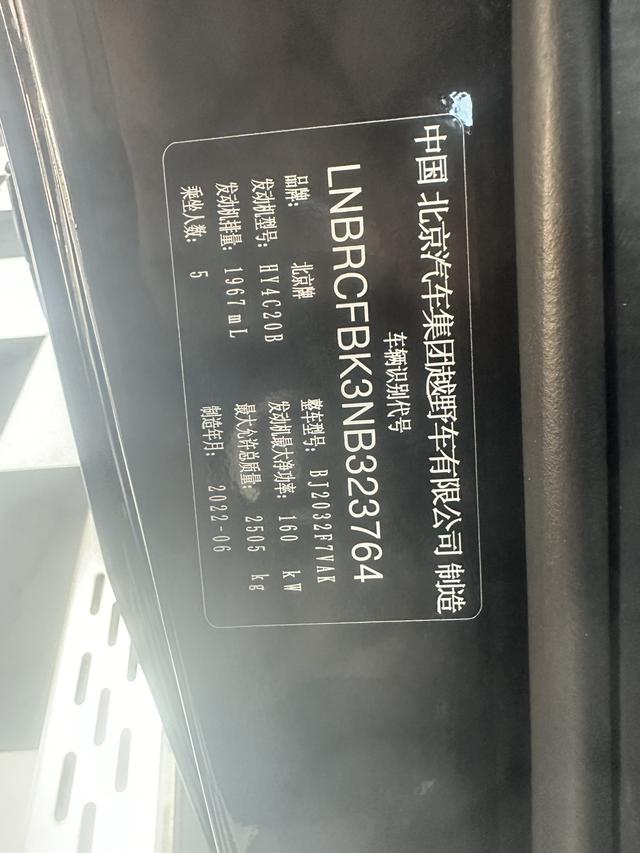 中国 北京汽车集团越野车有限公司 制造
车辆识别代号
LNBRCFBK3NB323764
品牌: 北京牌 整车型号: BJ2032F7VAK
发动机型号: HY4C20B 发动机最大净功率: 160 kW
发动机排量: 1967mL 最大允许总质量: 2505 kg
乘坐人数: 5 制造年月: 2022-06